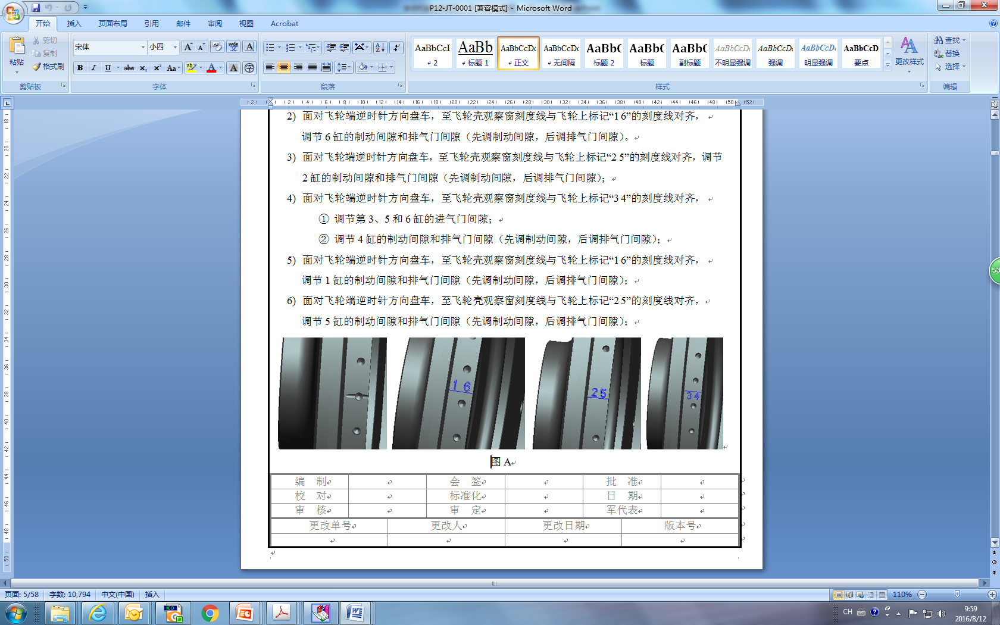 P12-JT-0001 [兼容模式] - Microsoft Word
开始 插入 页面布局 引用 邮件 审阅 视图 Acrobat
粘贴 剪切 复制 格式刷
宋体 小四
AaBbCcI AaBb AaBbCcDc AaBbCcDc AaBbC AaBbC AaBbC AaBbCcDc AaBbCcDc AaBbCcDc AaBbCcD
2 标题 1 正文 无间隔 标题 2 标题 副标题 不明显强调 强调 明显强调 要点
更改样式
查找 替换 选择
剪贴板 字体 段落 样式 编辑
2) 面对飞轮端逆时针方向盘车，至飞轮壳观察窗刻度线与飞轮上标记“1 6”的刻度线对齐，
调节 6 缸的制动间隙和排气门间隙（先调制动间隙，后调排气门间隙）。
3) 面对飞轮端逆时针方向盘车，至飞轮壳观察窗刻度线与飞轮上标记“2 5”的刻度线对齐，调节
2 缸的制动间隙和排气门间隙（先调制动间隙，后调排气门间隙）；
4) 面对飞轮端逆时针方向盘车，至飞轮壳观察窗刻度线与飞轮上标记“3 4”的刻度线对齐，
① 调节第 3、5 和 6 缸的进气门间隙；
② 调节 4 缸的制动间隙和排气门间隙（先调制动间隙，后调排气门间隙）；
5) 面对飞轮端逆时针方向盘车，至飞轮壳观察窗刻度线与飞轮上标记“1 6”的刻度线对齐，
调节 1 缸的制动间隙和排气门间隙（先调制动间隙，后调排气门间隙）；
6) 面对飞轮端逆时针方向盘车，至飞轮壳观察窗刻度线与飞轮上标记“2 5”的刻度线对齐，
调节 5 缸的制动间隙和排气门间隙（先调制动间隙，后调排气门间隙）；
1 6 2 5 3 4
图 A
编 制 会 签 批 准
校 对 标准化 日 期
审 核 审 定 军代表
更改单号 更改人 更改日期 版本号
页面: 5/58 字数: 10,794 中文(中国) 插入 110%
CH 9:59
2016/8/12
53